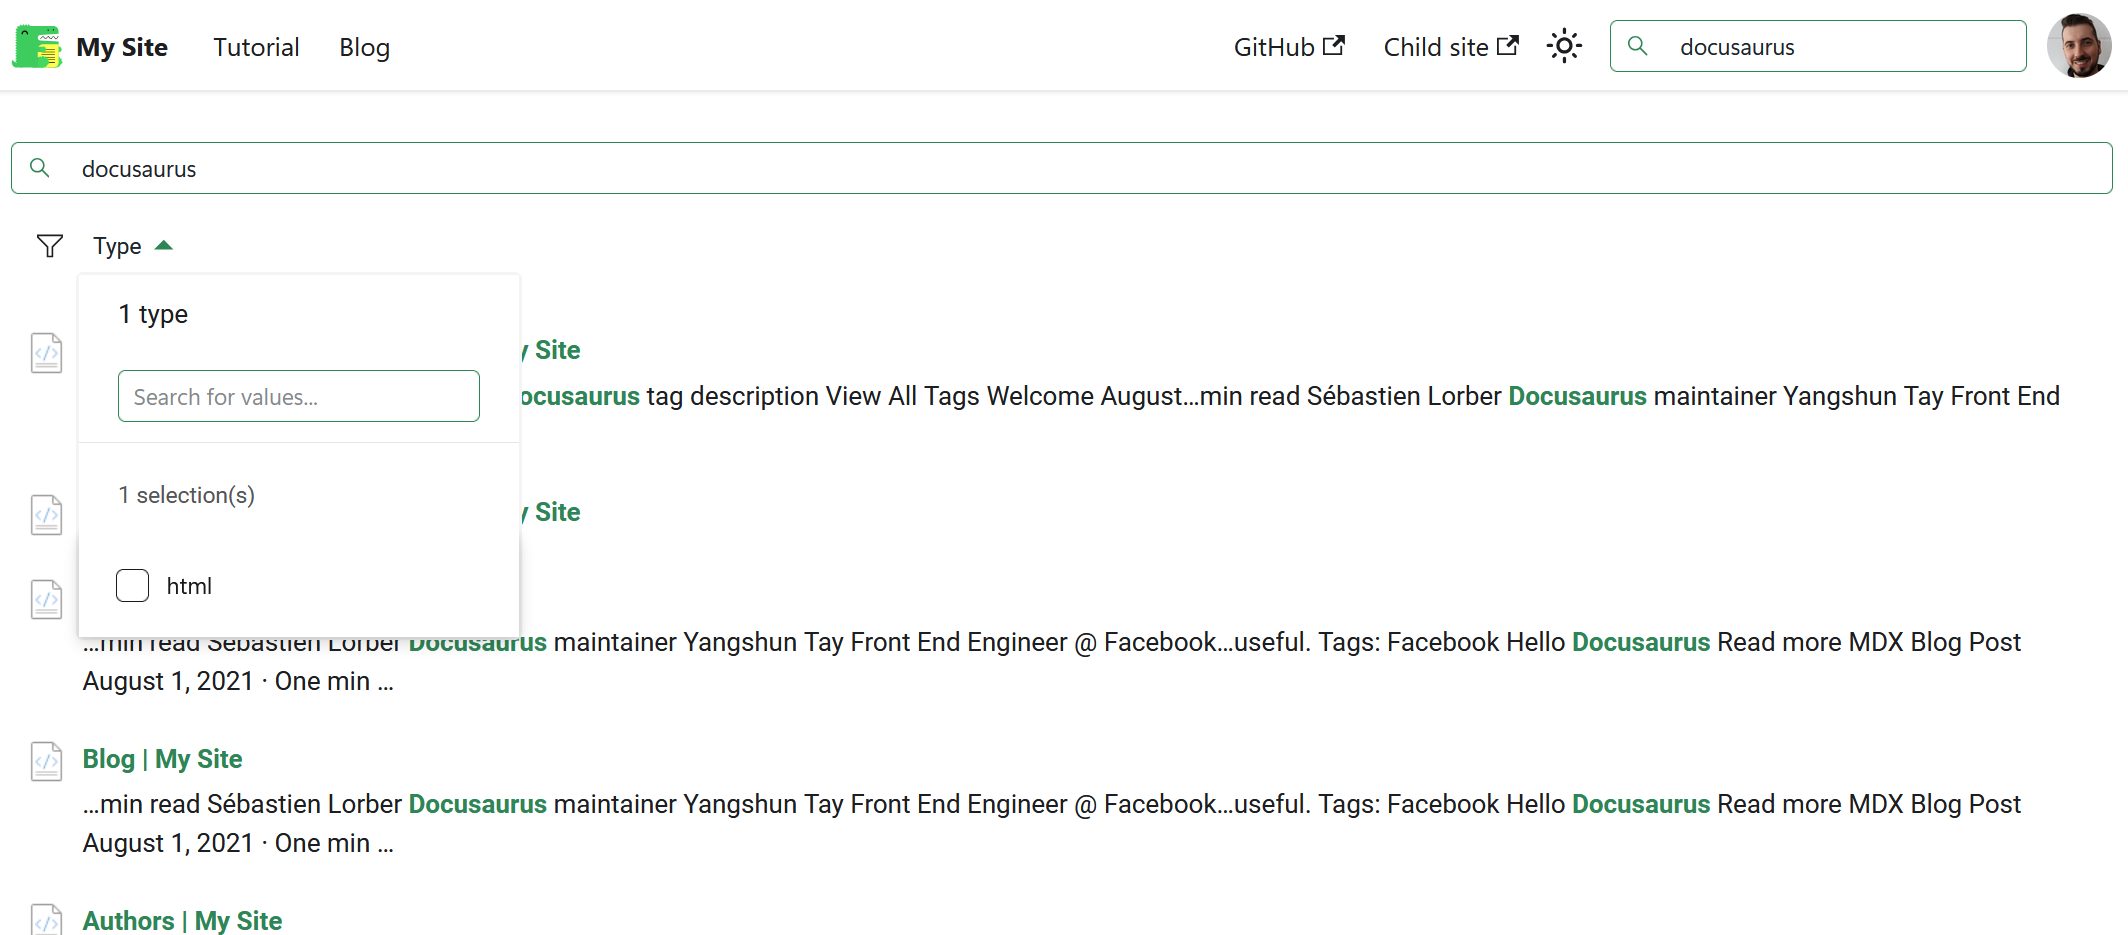 My Site Tutorial Blog GitHub Child site docusaurus
docusaurus
Type
1 type
Search for values...
1 selection(s)
html
Site
tag description View All Tags Welcome August...min read Sébastien Lorber Docusaurus maintainer Yangshun Tay Front End
Site
...min read Sébastien Lorber Docusaurus maintainer Yangshun Tay Front End Engineer @ Facebook...useful. Tags: Facebook Hello Docusaurus Read more MDX Blog Post
August 1, 2021 · One min ...
Blog | My Site
...min read Sébastien Lorber Docusaurus maintainer Yangshun Tay Front End Engineer @ Facebook...useful. Tags: Facebook Hello Docusaurus Read more MDX Blog Post
August 1, 2021 · One min ...
Authors | My Site